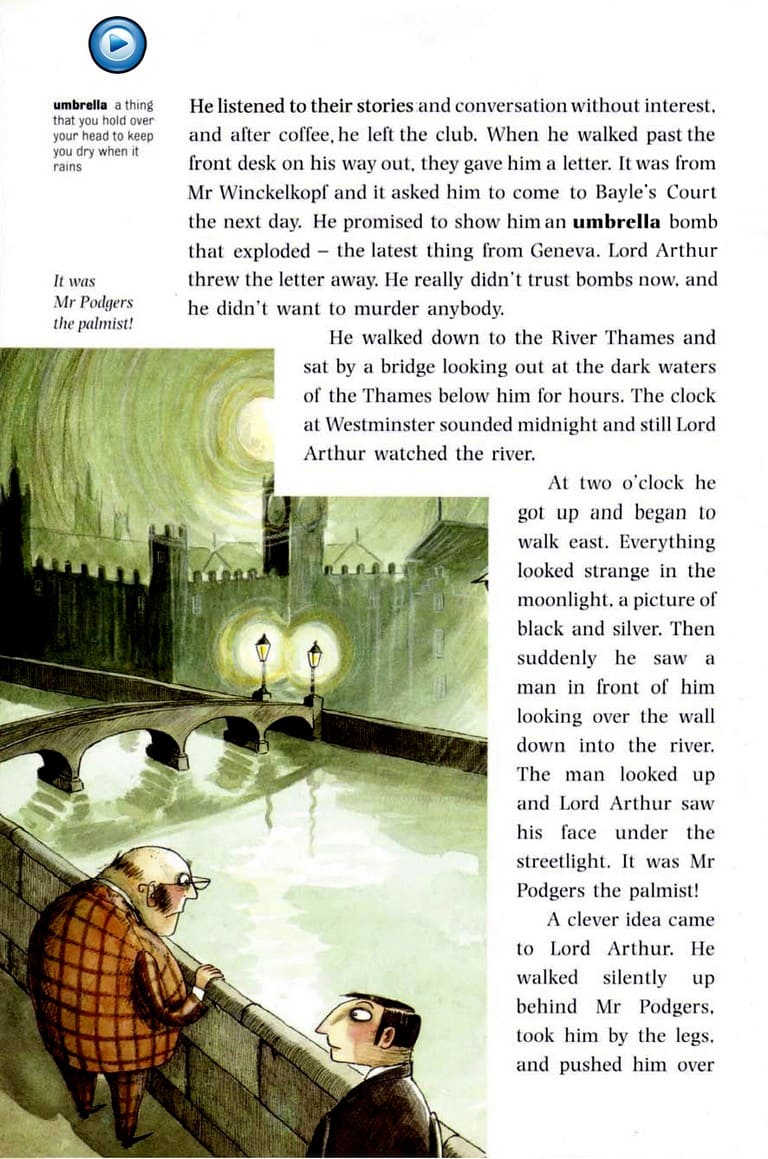 umbrella a thing
that you hold over
your head to keep
you dry when it
rains
He listened to their stories and conversation without interest,
and after coffee, he left the club. When he walked past the
front desk on his way out, they gave him a letter. It was from
Mr Winckelkopf and it asked him to come to Bayle's Court
the next day. He promised to show him an umbrella bomb
that exploded – the latest thing from Geneva. Lord Arthur
threw the letter away. He really didn't trust bombs now, and
he didn't want to murder anybody.
It was
Mr Podgers
the palmist!
He walked down to the River Thames and
sat by a bridge looking out at the dark waters
of the Thames below him for hours. The clock
at Westminster sounded midnight and still Lord
Arthur watched the river.
At two o'clock he
got up and began to
walk east. Everything
looked strange in the
moonlight, a picture of
black and silver. Then
suddenly he saw a
man in front of him
looking over the wall
down into the river.
The man looked up
and Lord Arthur saw
his face under the
streetlight. It was Mr
Podgers the palmist!
A clever idea came
to Lord Arthur. He
walked silently up
behind Mr Podgers,
took him by the legs,
and pushed him over